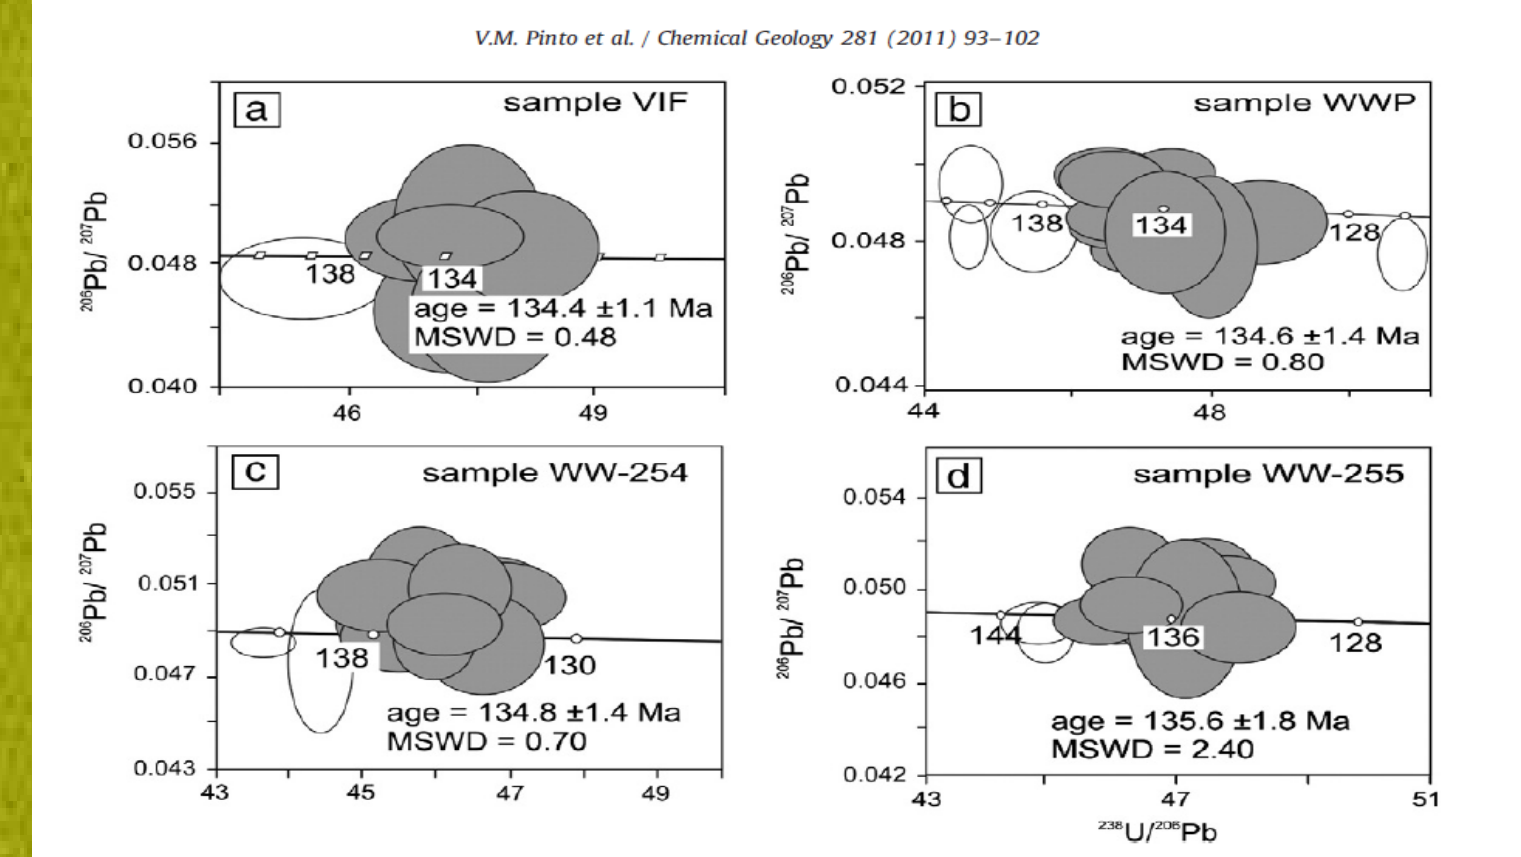 V.M. Pinto et al. / Chemical Geology 281 (2011) 93–102
a
sample VIF
0.056
0.048
0.040
206Pb/ 207Pb
138
134
age = 134.4 ±1.1 Ma
MSWD = 0.48
46
49
b
sample WWP
0.052
0.048
0.044
206Pb/ 207Pb
138
134
128
age = 134.6 ±1.4 Ma
MSWD = 0.80
44
48
c
sample WW-254
0.055
0.051
0.047
0.043
206Pb/ 207Pb
138
130
age = 134.8 ±1.4 Ma
MSWD = 0.70
43
45
47
49
d
sample WW-255
0.054
0.050
0.046
0.042
206Pb/ 207Pb
144
136
128
age = 135.6 ±1.8 Ma
MSWD = 2.40
43
47
51
238U/206Pb